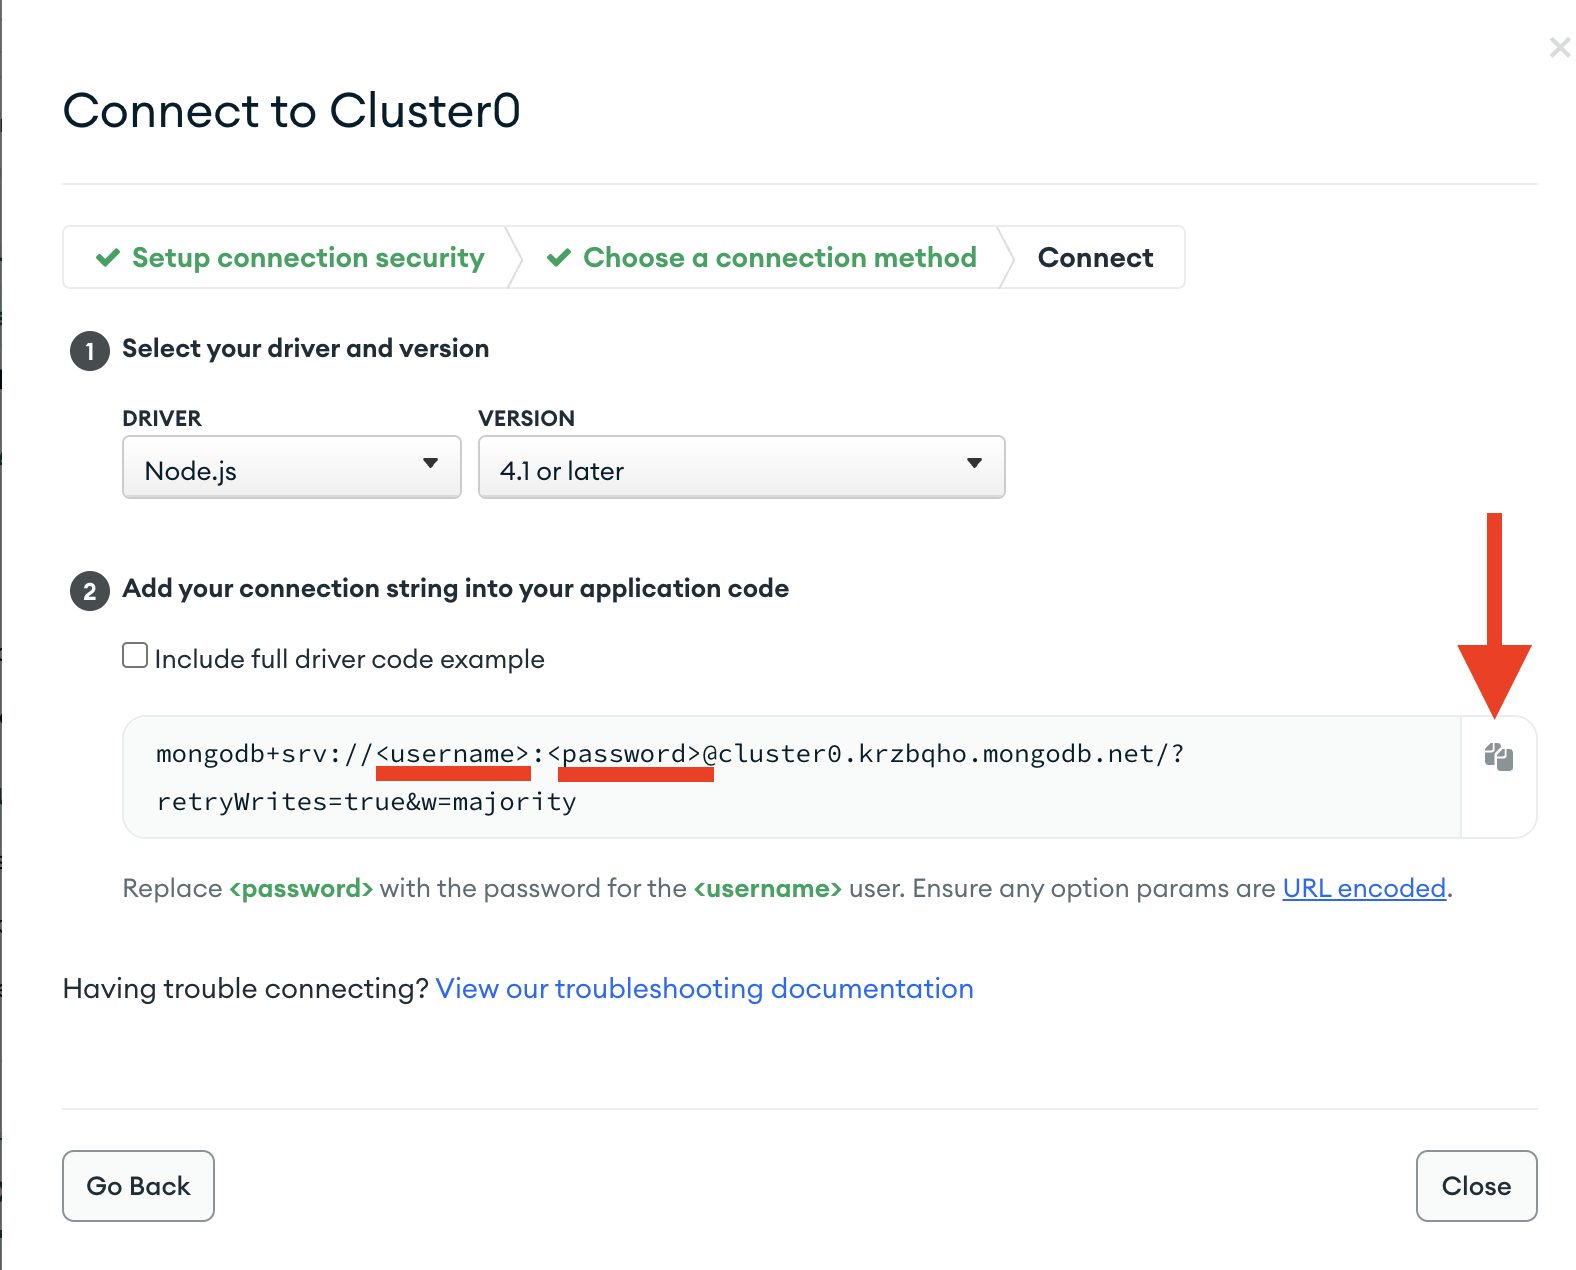 Connect to Cluster0
Setup connection security
Choose a connection method
Connect
1 Select your driver and version
DRIVER
VERSION
Node.js
4.1 or later
2 Add your connection string into your application code
Include full driver code example
mongodb+srv://<username>:<password>@cluster0.krzbqho.mongodb.net/?
retryWrites=true&w=majority
Replace <password> with the password for the <username> user. Ensure any option params are URL encoded.
Having trouble connecting? View our troubleshooting documentation
Go Back
Close